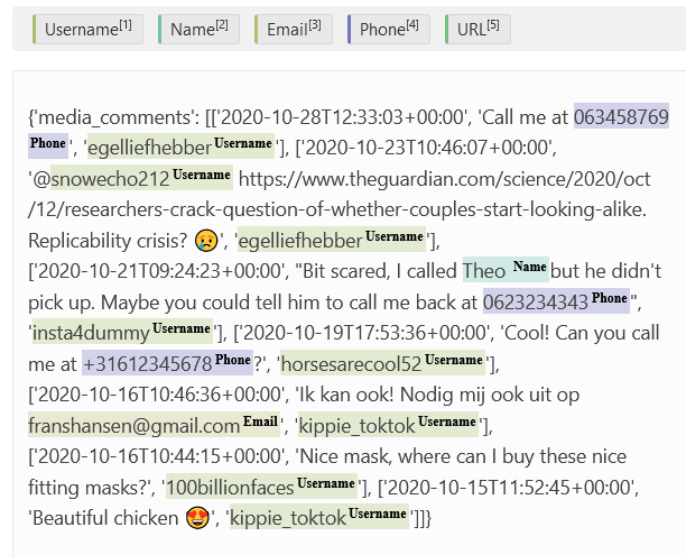 Username[1] Name[2] Email[3] Phone[4] URL[5]
{'media_comments': [['2020-10-28T12:33:03+00:00', 'Call me at 063458769
Phone', 'egelliefhebber Username'], ['2020-10-23T10:46:07+00:00',
'@snowecho212 Username https://www.theguardian.com/science/2020/oct
/12/researchers-crack-question-of-whether-couples-start-looking-alike.
Replicability crisis? 😢', 'egelliefhebber Username'],
['2020-10-21T09:24:23+00:00', "Bit scared, I called Theo Name but he didn't
pick up. Maybe you could tell him to call me back at 0623234343 Phone",
'insta4dummy Username'], ['2020-10-19T17:53:36+00:00', 'Cool! Can you call
me at +31612345678 Phone?', 'horsesarecool52 Username'],
['2020-10-16T10:46:36+00:00', 'Ik kan ook! Nodig mij ook uit op
franshansen@gmail.com Email', 'kippie_toktok Username'],
['2020-10-16T10:44:15+00:00', 'Nice mask, where can I buy these nice
fitting masks?', '100billionfaces Username'], ['2020-10-15T11:52:45+00:00',
'Beautiful chicken 😍', 'kippie_toktok Username']]}